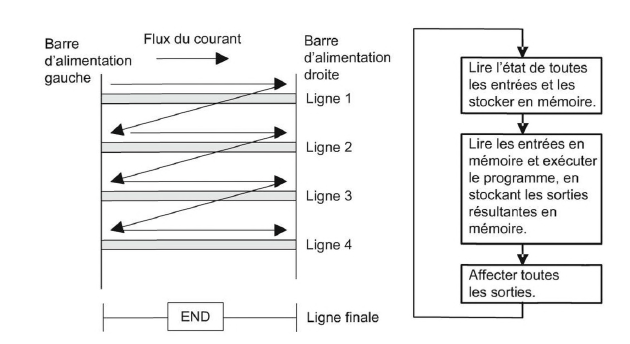 Barre
d'alimentation
gauche
Flux du courant
Barre
d'alimentation
droite
Ligne 1
Ligne 2
Ligne 3
Ligne 4
END
Ligne finale
Lire l'état de toutes
les entrées et les
stocker en mémoire.
Lire les entrées en
mémoire et exécuter
le programme, en
stockant les sorties
résultantes en
mémoire.
Affecter toutes
les sorties.